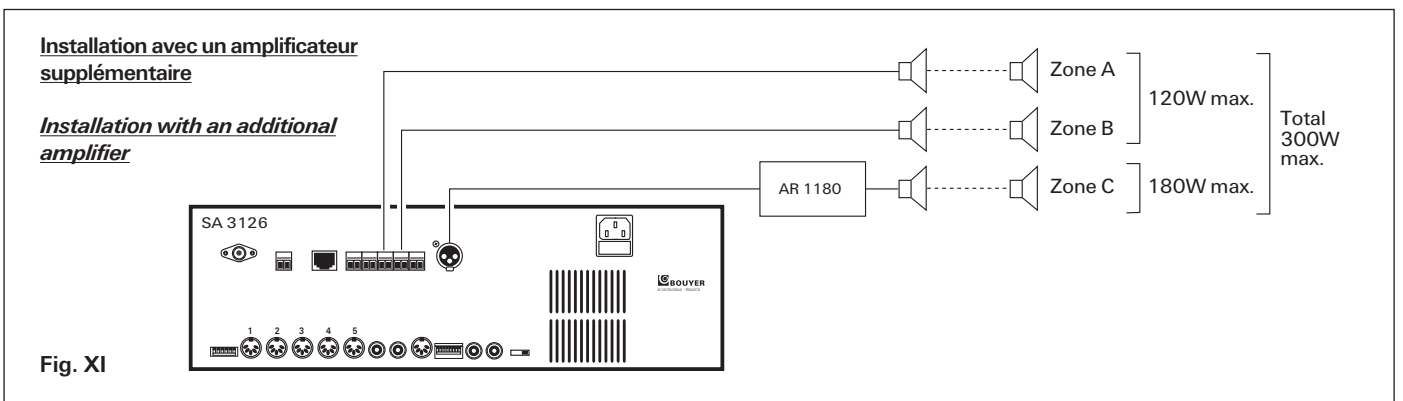 Installation avec un amplificateur
supplémentaire
Installation with an additional
amplifier
Zone A
Zone B
120W max.
Total
300W
max.
AR 1180
Zone C
180W max.
SA 3126
BOUYER
1 2 3 4 5
Fig. XI